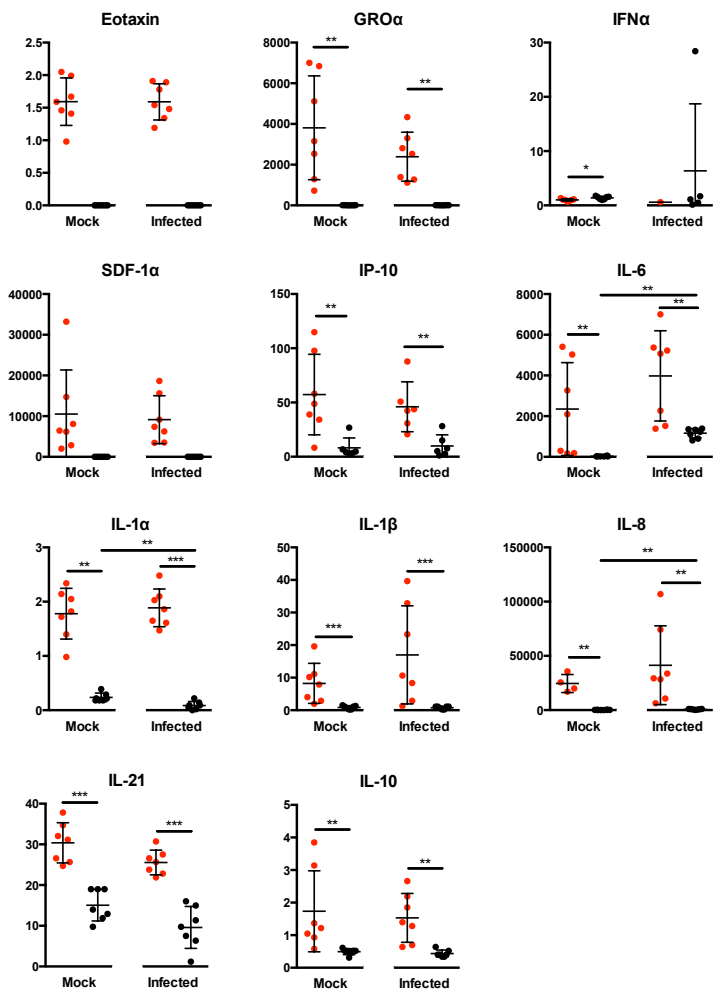 Eotaxin GROα IFNα
2.5 8000 ** 30
2.0 6000 ** 20
1.5 4000
1.0 10
0.5 2000 *
0.0 0 0
Mock Infected Mock Infected Mock Infected
SDF-1α IP-10 IL-6
40000 150 8000 **
30000 ** 6000 ** **
100 **
20000 4000
10000 50 2000
0 0 0
Mock Infected Mock Infected Mock Infected
IL-1α IL-1β IL-8
3 ** 50 150000 **
** *** 40 *** 100000 **
2 30
20 *** 50000 **
1 10
0 0 0
Mock Infected Mock Infected Mock Infected
IL-21 IL-10
40 *** *** 5
30 4 ** **
20 3
2
10 1
0 0
Mock Infected Mock Infected